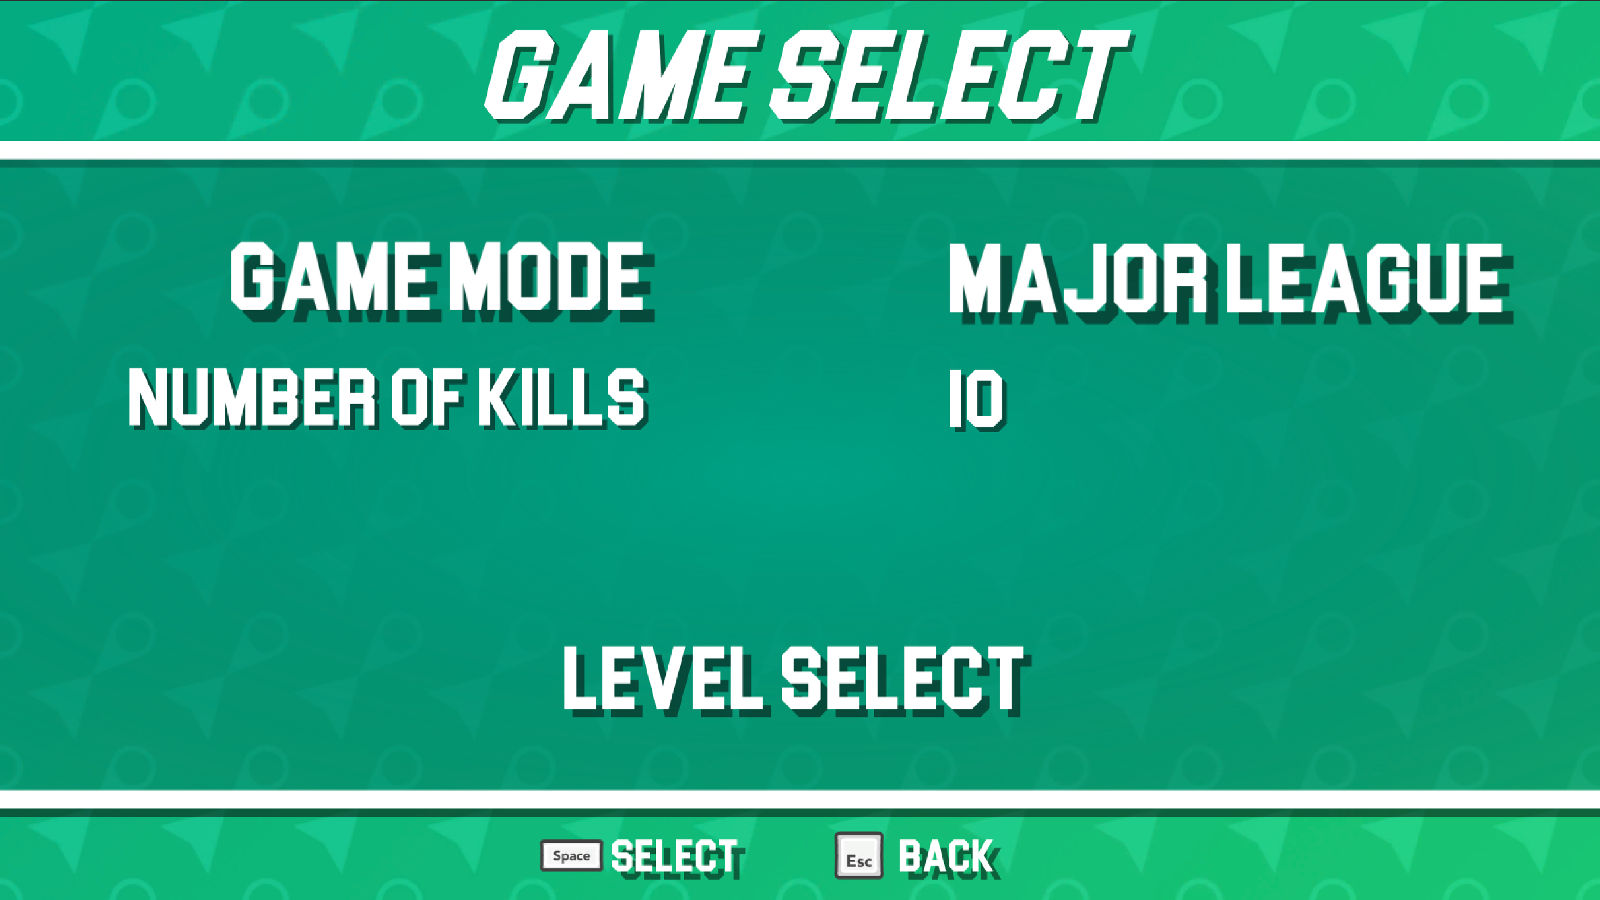 GAME SELECT
GAME MODE MAJOR LEAGUE
NUMBER OF KILLS 10
LEVEL SELECT
Space SELECT Esc BACK